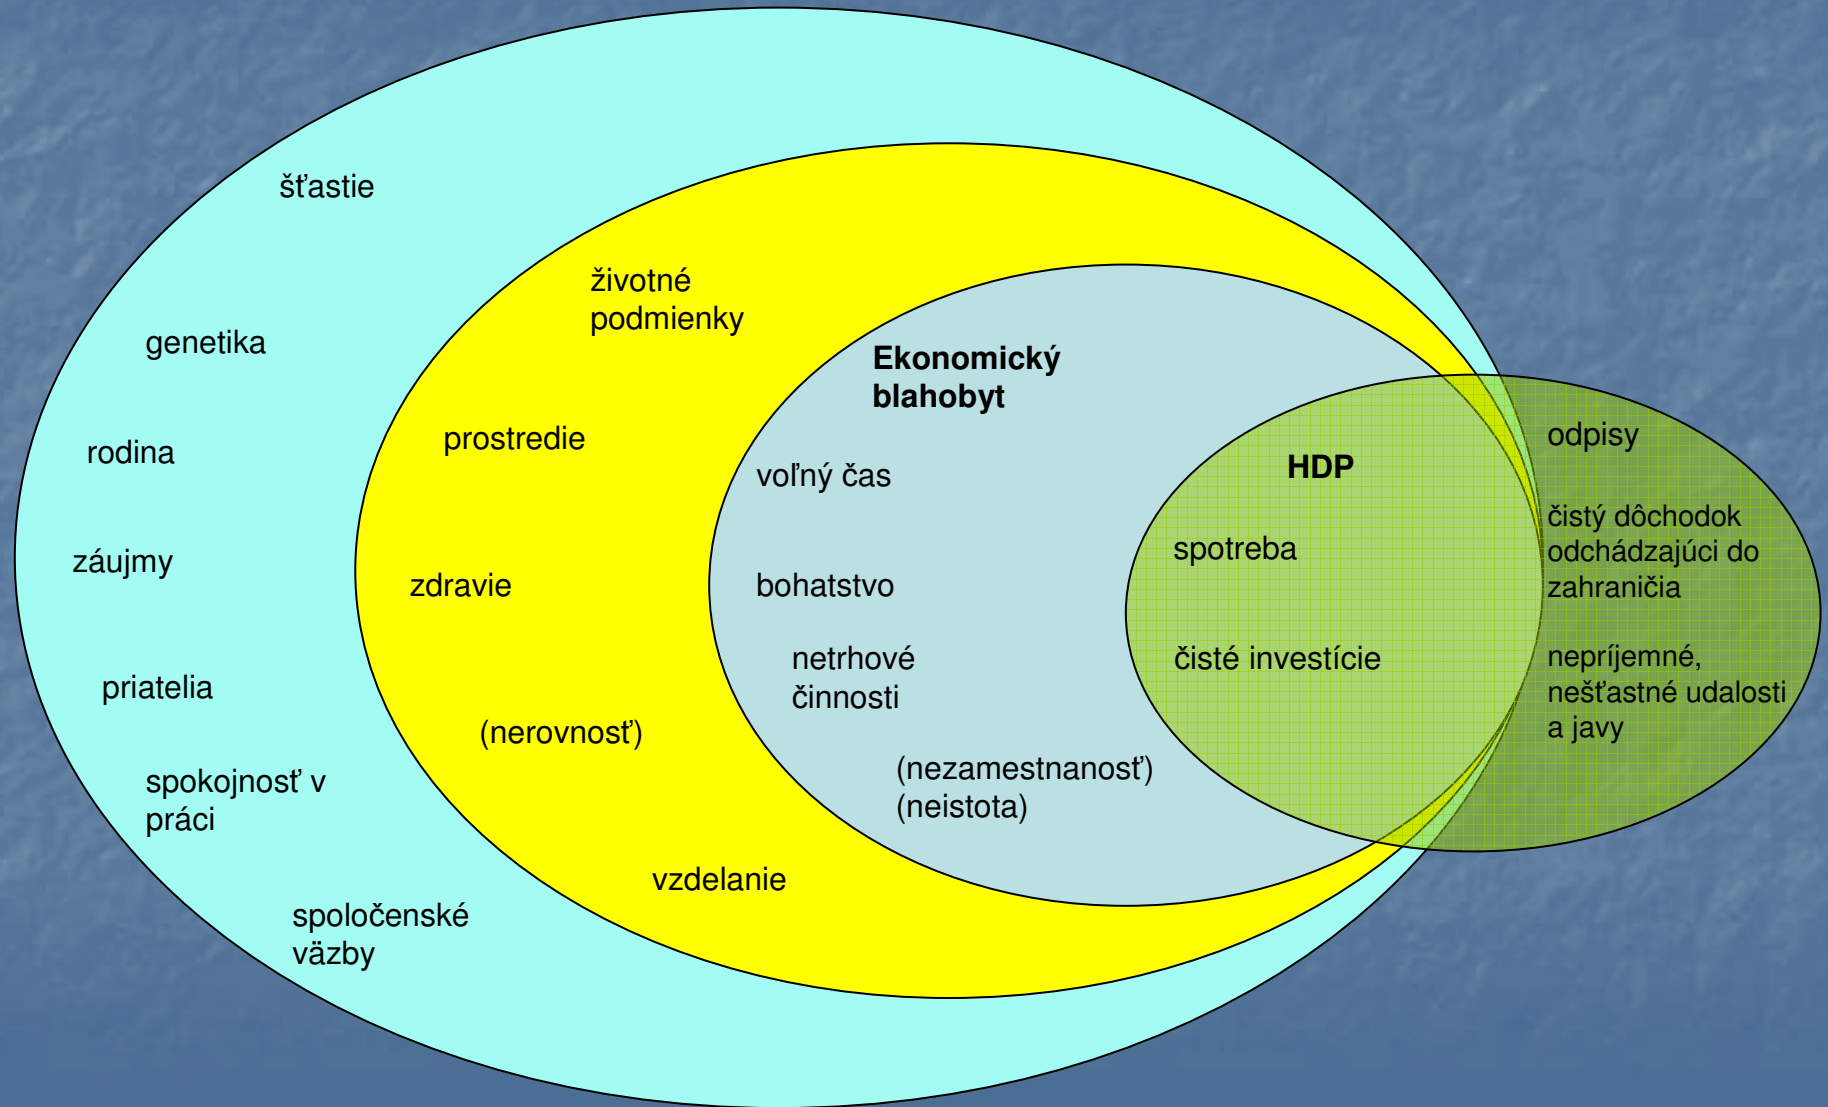 šťastie
genetika
rodina
záujmy
priatelia
spokojnosť v
práci
spoločenské
väzby
životné
podmienky
prostredie
zdravie
(nerovnosť)
vzdelanie
Ekonomický
blahobyt
voľný čas
bohatstvo
netrhové
činnosti
(nezamestnanosť)
(neistota)
HDP
spotreba
čisté investície
odpisy
čistý dôchodok
odchádzajúci do
zahraničia
nepríjemné,
nešťastné udalosti
a javy